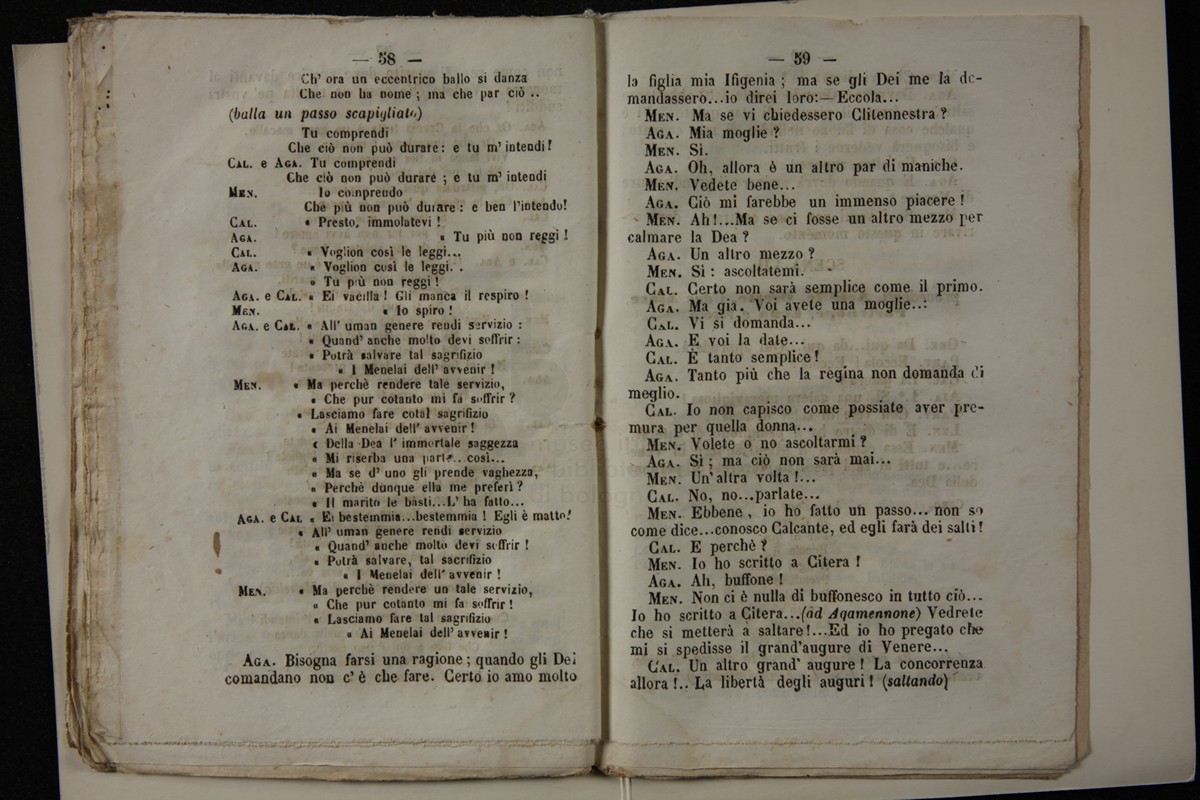 — 58 —
Ch' ora un eccentrico ballo si danza
Che non ha nome ; ma che par ciò ..
(balla un passo scapigliato)
Tu comprendi
Che ciò non può durare: e tu m' intendi!
CAL. e AGA. Tu comprendi
Che ciò non può durare ; e tu m' intendi
MEN. Io comprendo
Che più non può durare : e ben l'intendo!
CAL. « Presto, immolatevi !
AGA. « Tu più non reggi !
CAL. « Voglion così le leggi...
AGA. « Voglion così le leggi. .
« Tu più non reggi !
AGA. e CAL. « Ei vacilla ! Gli manca il respiro !
MEN. « Io spiro !
AGA. e CAL. « All' uman genere rendi servizio :
« Quand' anche molto devi soffrir :
« Potrà salvare tal sagrifizio
« I Menelai dell' avvenir !
MEN. « Ma perchè rendere tale servizio,
« Che pur cotanto mi fa soffrir ?
« Lasciamo fare cotal sagrifizio
« Ai Menelai dell' avvenir !
« Della Dea l' immortale saggezza
« Mi riserba una parte... così...
« Ma se d' uno gli prende vaghezza,
« Perchè dunque ella me preferì ?
« Il marito le basti...L' ha fatto...
AGA. e CAL « Ei bestemmia...bestemmia ! Egli è matto!
« All' uman genere rendi servizio
« Quand' anche molto devi soffrir !
« Potrà salvare, tal sacrifizio
« I Menelai dell' avvenir !
MEN. « Ma perchè rendere un tale servizio,
« Che pur cotanto mi fa soffrir !
« Lasciamo fare tal sagrifizio
« Ai Menelai dell' avvenir !
AGA. Bisogna farsi una ragione ; quando gli Dei
comandano non c' è che fare. Certo io amo molto
— 59 —
la figlia mia Ifigenia ; ma se gli Dei me la de-
mandassero...io direi loro:—Eccola...
MEN. Ma se vi chiedessero Clitennestra ?
AGA. Mia moglie ?
MEN. Sì.
AGA. Oh, allora è un altro par di maniche.
MEN. Vedete bene...
AGA. Ciò mi farebbe un immenso piacere !
MEN. Ah!...Ma se ci fosse un altro mezzo per
calmare la Dea ?
AGA. Un altro mezzo ?
MEN. Sì : ascoltatemi.
CAL. Certo non sarà semplice come il primo.
AGA. Ma già. Voi avete una moglie..:
CAL. Vi si domanda...
AGA. E voi la date...
CAL. È tanto semplice !
AGA. Tanto più che la regina non domanda di
meglio.
CAL. Io non capisco come possiate aver pre-
mura per quella donna...
MEN. Volete o no ascoltarmi ?
AGA. Sì ; ma ciò non sarà mai...
MEN. Un' altra volta !...
CAL. No, no...parlate...
MEN. Ebbene , io ho fatto un passo... non so
come dice...conosco Calcante, ed egli farà dei salti !
CAL. E perchè ?
MEN. Io ho scritto a Citera !
AGA. Ah, buffone !
MEN. Non ci è nulla di buffonesco in tutto ciò...
Io ho scritto a Citera...(ad Agamennone) Vedrete
che si metterà a saltare!...Ed io ho pregato che
mi si spedisse il grand'augure di Venere...
CAL. Un altro grand' augure ! La concorrenza
allora !.. La libertà degli auguri ! (saltando)